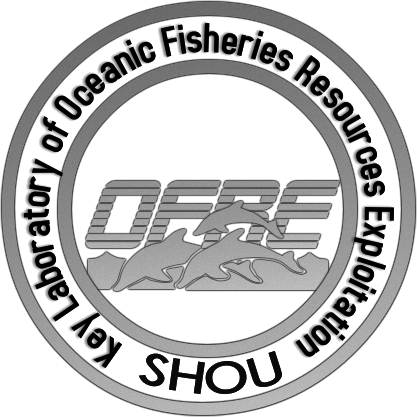 Key Laboratory of Oceanic Fisheries Resources Exploitation
OFRE
SHOU